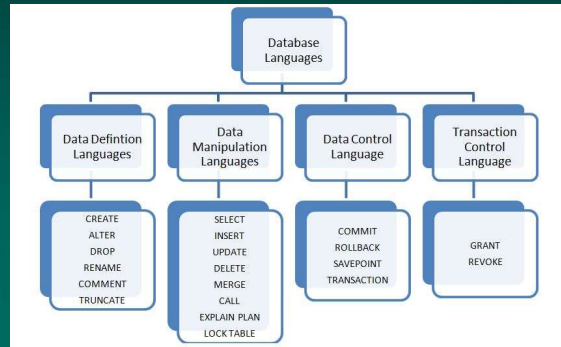 Database
Languages
Data Defintion
Languages
Data
Manipulation
Languages
Data Control
Language
Transaction
Control
Language
CREATE
ALTER
DROP
RENAME
COMMENT
TRUNCATE
SELECT
INSERT
UPDATE
DELETE
MERGE
CALL
EXPLAIN PLAN
LOCK TABLE
COMMIT
ROLLBACK
SAVEPOINT
TRANSACTION
GRANT
REVOKE